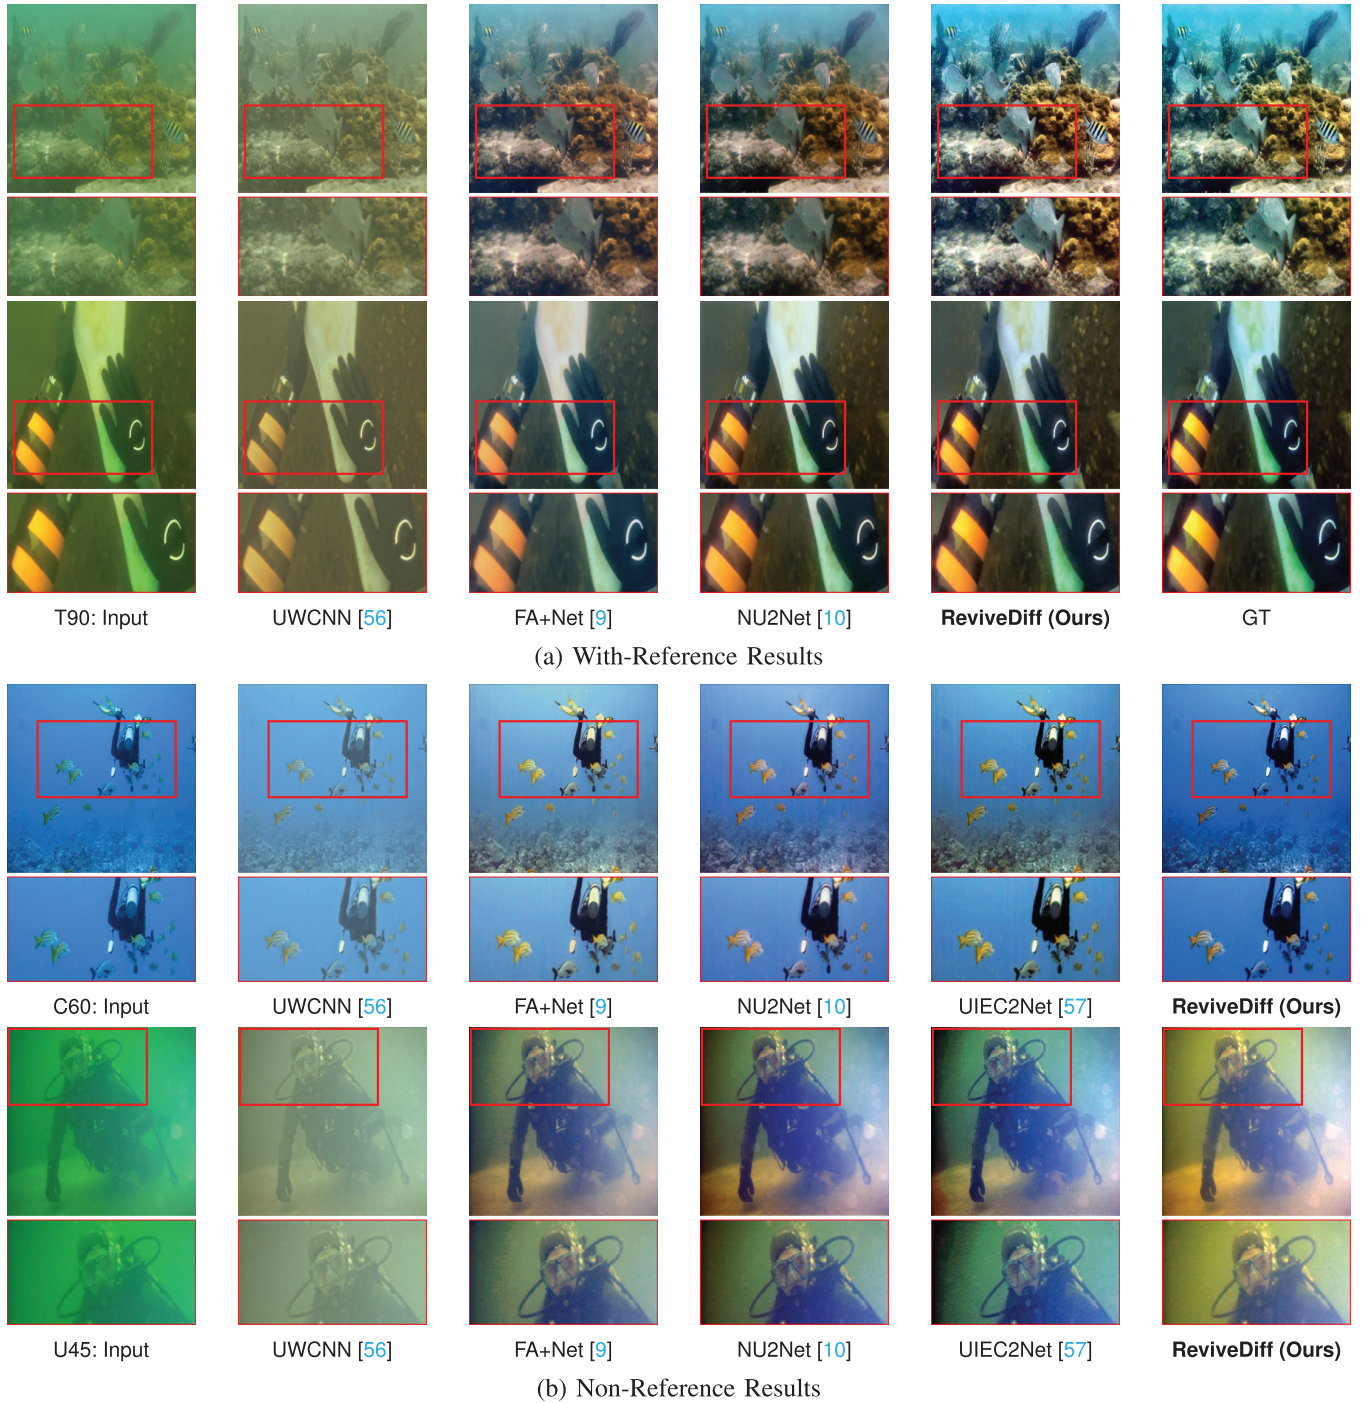 T90: Input UWCNN [56] FA+Net [9] NU2Net [10] ReviveDiff (Ours) GT
(a) With-Reference Results
C60: Input UWCNN [56] FA+Net [9] NU2Net [10] UIEC2Net [57] ReviveDiff (Ours)
U45: Input UWCNN [56] FA+Net [9] NU2Net [10] UIEC2Net [57] ReviveDiff (Ours)
(b) Non-Reference Results